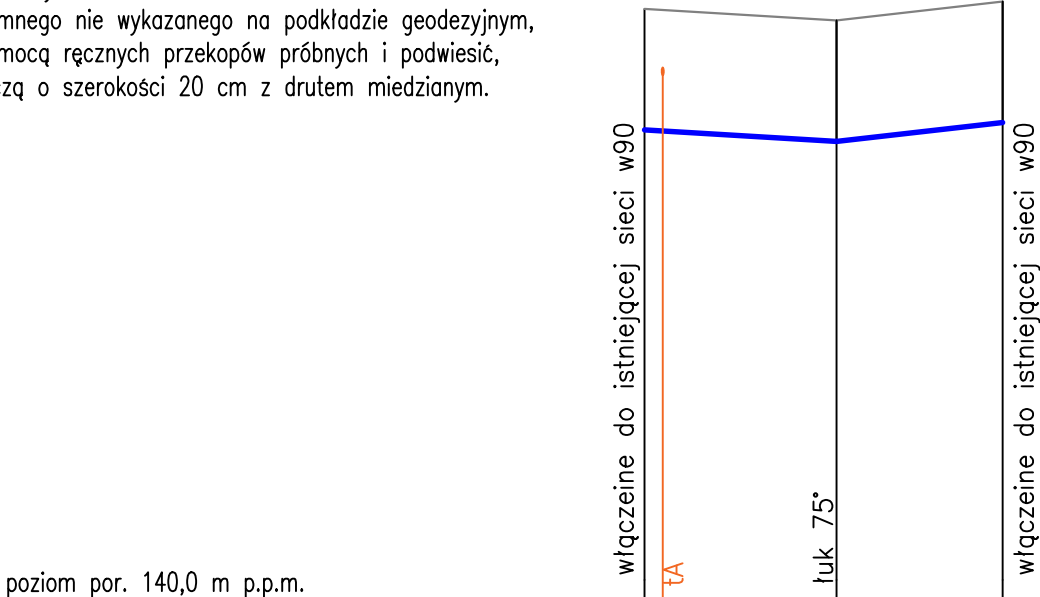 mnego nie wykazanego na podkładzie geodezyjnym,
mocą ręcznych przekopów próbnych i podwiesić,
czą o szerokości 20 cm z drutem miedzianym.
włączeine do istniejącej sieci w90
tA
łuk 75°
włączeine do istniejącej sieci w90
poziom por. 140,0 m p.p.m.